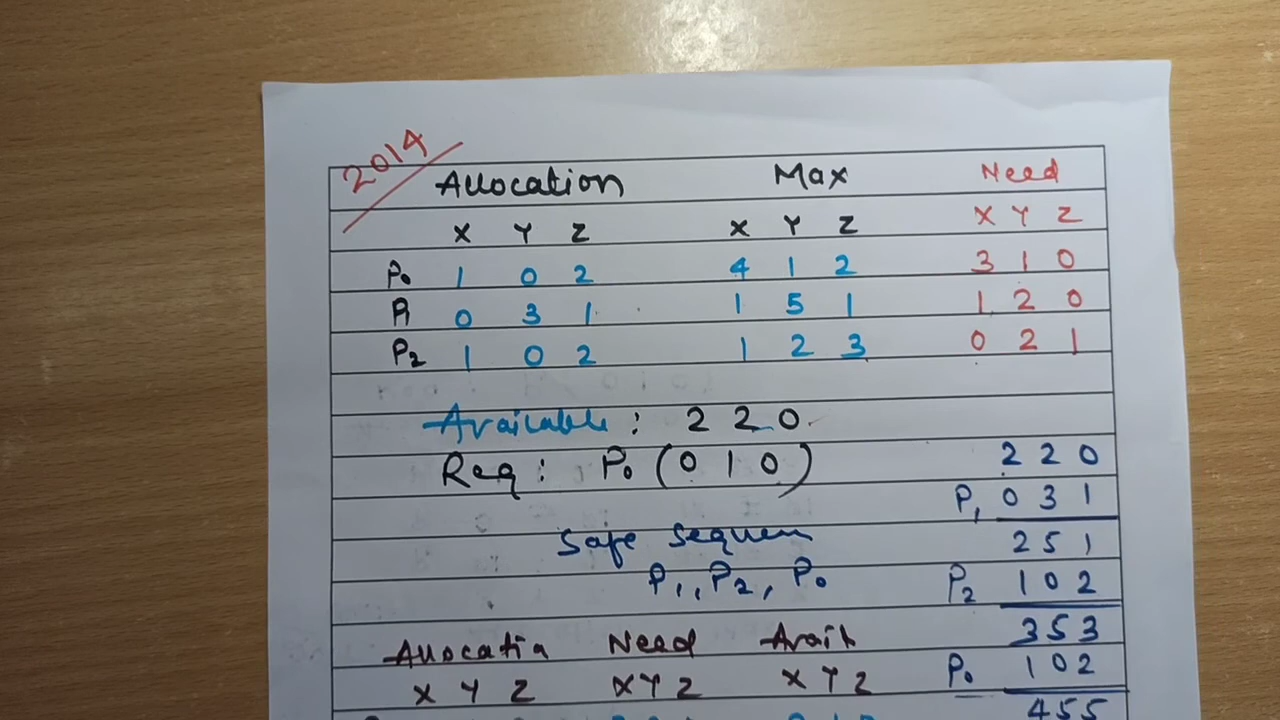 2014
Allocation Max Need
X Y Z X Y Z X Y Z
P0 1 0 2 4 1 2 3 1 0
P1 0 3 1 1 5 1 1 2 0
P2 1 0 2 1 2 3 0 2 1
Available : 2 2 0
Req : P0 (0 1 0) 2 2 0
P1 0 3 1
Safe Sequen 2 5 1
P1, P2, P0 P2 1 0 2
Allocatin Need Avail 3 5 3
X Y Z X Y Z X Y Z P0 1 0 2
4 5 5